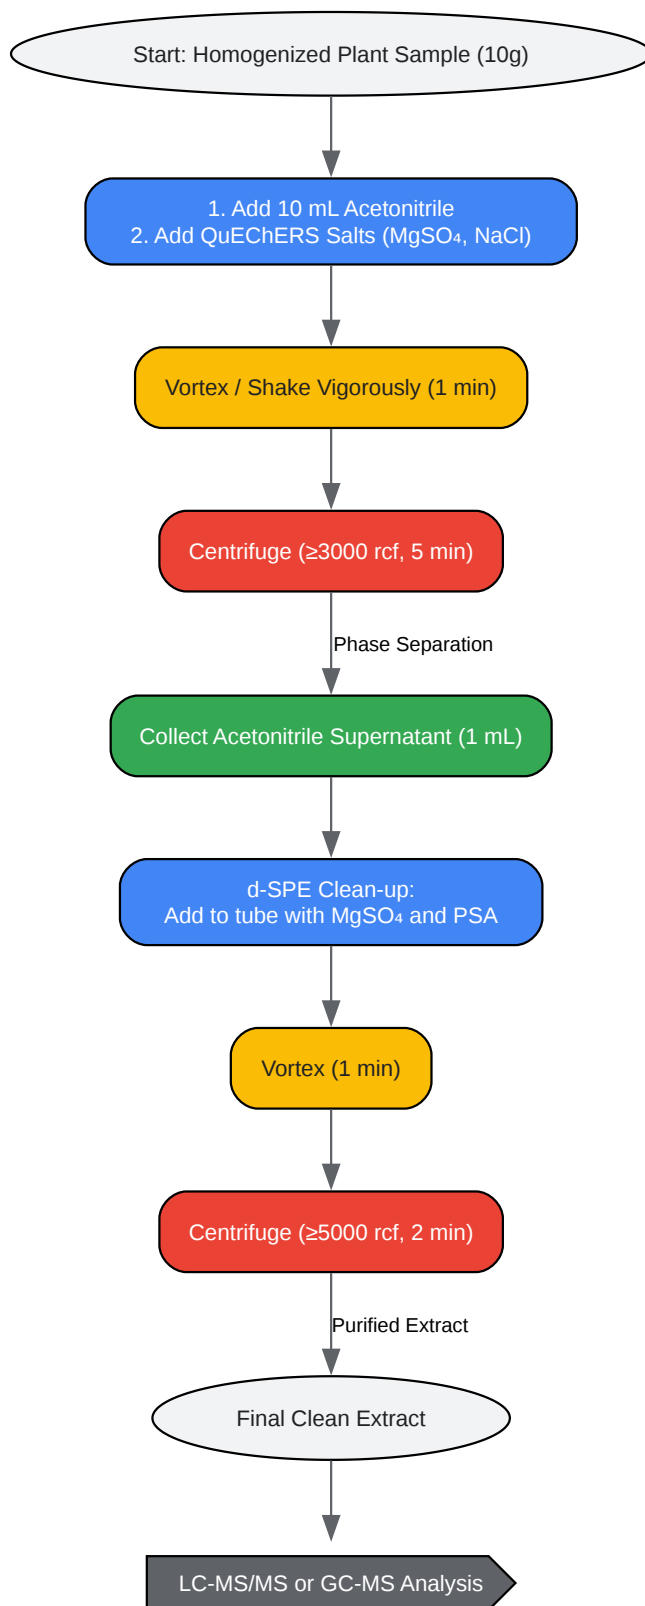 Start: Homogenized Plant Sample (10g)
1. Add 10 mL Acetonitrile
2. Add QuEChERS Salts (MgSO₄, NaCl)
Vortex / Shake Vigorously (1 min)
Centrifuge (≥3000 rcf, 5 min)
Phase Separation
Collect Acetonitrile Supernatant (1 mL)
d-SPE Clean-up:
Add to tube with MgSO₄ and PSA
Vortex (1 min)
Centrifuge (≥5000 rcf, 2 min)
Purified Extract
Final Clean Extract
LC-MS/MS or GC-MS Analysis